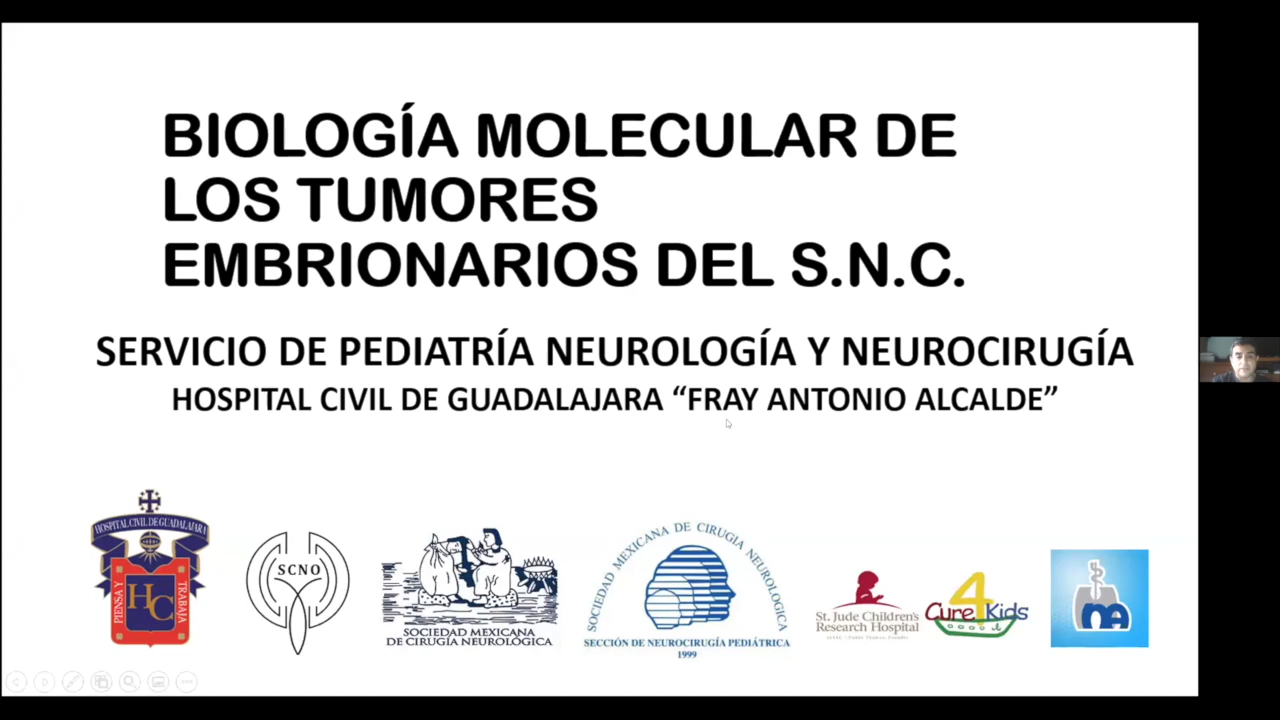 BIOLOGÍA MOLECULAR DE
LOS TUMORES
EMBRIONARIOS DEL S.N.C.
SERVICIO DE PEDIATRÍA NEUROLOGÍA Y NEUROCIRUGÍA
HOSPITAL CIVIL DE GUADALAJARA “FRAY ANTONIO ALCALDE”
HOSPITAL CIVIL DE GUADALAJARA
PIENSA Y
TRABAJA
HC
SCNO
SOCIEDAD MEXICANA
DE CIRUGÍA NEUROLÓGICA
SOCIEDAD MEXICANA DE CIRUGIA NEUROLOGICA
SECCIÓN DE NEUROCIRUGÍA PEDIÁTRICA
1999
St. Jude Children's
Research Hospital
Cure4Kids